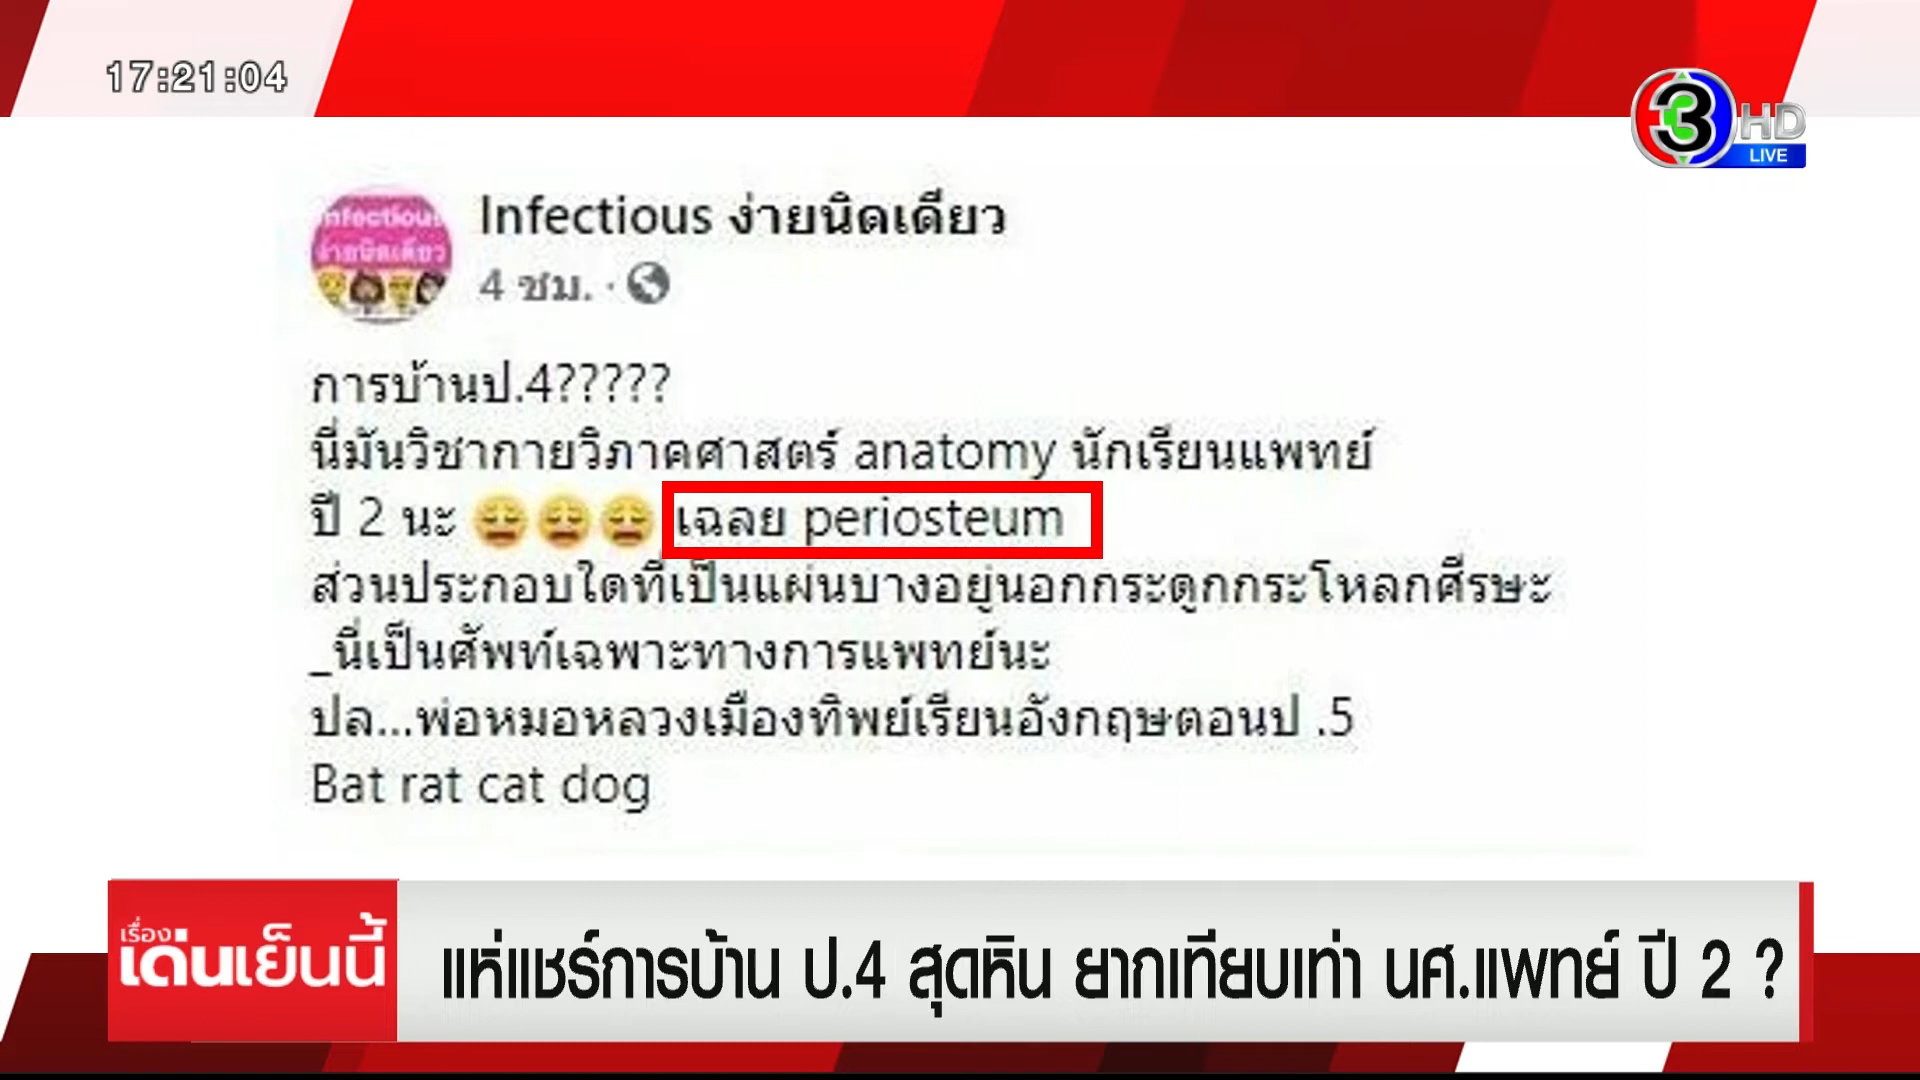 17:21:04
3 HD
LIVE
Infectious
ง่ายนิดเดียว
Infectious ง่ายนิดเดียว
4 ชม. ·
การบ้านป.4?????
นี่มันวิชากายวิภาคศาสตร์ anatomy นักเรียนแพทย์
ปี 2 นะ 😩😩😩 เฉลย periosteum
ส่วนประกอบใดที่เป็นแผ่นบางอยู่นอกกระดูกกระโหลกศีรษะ
_นี่เป็นศัพท์เฉพาะทางการแพทย์นะ
ปล...พ่อหมอหลวงเมืองทิพย์เรียนอังกฤษตอนป .5
Bat rat cat dog
เรื่อง
เด่นเย็นนี้
แห่แชร์การบ้าน ป.4 สุดหิน ยากเทียบเท่า นศ.แพทย์ ปี 2 ?